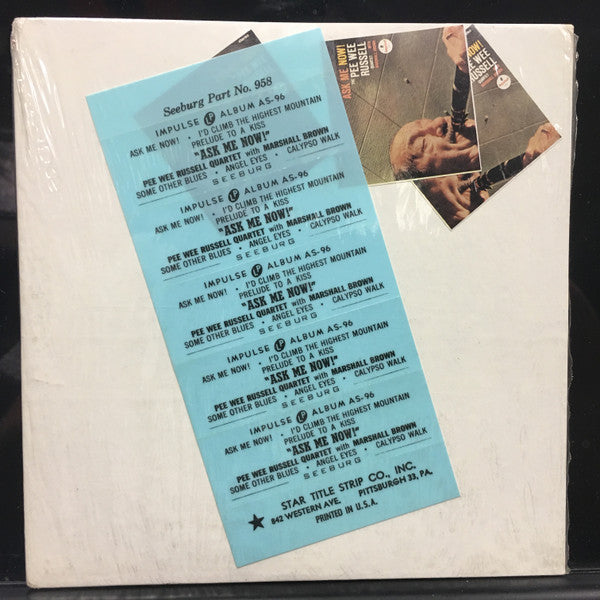 Seeburg Part No. 958
IMPULSE LP ALBUM AS-96
ASK ME NOW! • I'D CLIMB THE HIGHEST MOUNTAIN
PRELUDE TO A KISS
"ASK ME NOW!"
PEE WEE RUSSELL QUARTET with MARSHALL BROWN
SOME OTHER BLUES • ANGEL EYES • CALYPSO WALK
SEEBURG
IMPULSE LP ALBUM AS-96
ASK ME NOW! • I'D CLIMB THE HIGHEST MOUNTAIN
PRELUDE TO A KISS
"ASK ME NOW!"
PEE WEE RUSSELL QUARTET with MARSHALL BROWN
SOME OTHER BLUES • ANGEL EYES • CALYPSO WALK
SEEBURG
IMPULSE LP ALBUM AS-96
ASK ME NOW! • I'D CLIMB THE HIGHEST MOUNTAIN
PRELUDE TO A KISS
"ASK ME NOW!"
PEE WEE RUSSELL QUARTET with MARSHALL BROWN
SOME OTHER BLUES • ANGEL EYES • CALYPSO WALK
SEEBURG
IMPULSE LP ALBUM AS-96
ASK ME NOW! • I'D CLIMB THE HIGHEST MOUNTAIN
PRELUDE TO A KISS
"ASK ME NOW!"
PEE WEE RUSSELL QUARTET with MARSHALL BROWN
SOME OTHER BLUES • ANGEL EYES • CALYPSO WALK
SEEBURG
IMPULSE LP ALBUM AS-96
ASK ME NOW! • I'D CLIMB THE HIGHEST MOUNTAIN
PRELUDE TO A KISS
"ASK ME NOW!"
PEE WEE RUSSELL QUARTET with MARSHALL BROWN
SOME OTHER BLUES • ANGEL EYES • CALYPSO WALK
SEEBURG
STAR TITLE STRIP CO., INC.
842 WESTERN AVE. PITTSBURGH 33, PA.
PRINTED IN U.S.A.
ASK ME NOW!
THE PEE WEE
RUSSELL
ASK ME NOW!
THE PEE WEE
RUSSELL